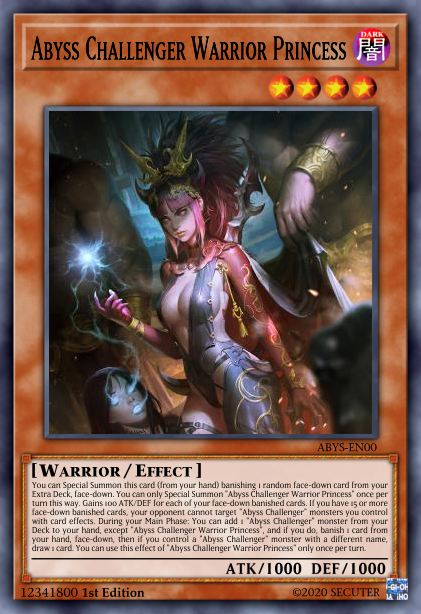 Abyss Challenger Warrior Princess
DARK
闇
ABYS-EN00
[Warrior / Effect]
You can Special Summon this card (from your hand) banishing 1 random face-down card from your
Extra Deck, face-down. You can only Special Summon "Abyss Challenger Warrior Princess" once per
turn this way. Gains 100 ATK/DEF for each of your face-down banished cards. If you have 15 or more
face-down banished cards, your opponent cannot target "Abyss Challenger" monsters you
control with card effects. During your Main Phase: You can add 1 "Abyss Challenger" monster from your
Deck to your hand, except "Abyss Challenger Warrior Princess", and if you do, banish 1 card from
your hand, face-down, then if you control a "Abyss Challenger" monster with a different name,
draw 1 card. You can use this effect of "Abyss Challenger Warrior Princess" only once per turn.
ATK/1000 DEF/1000
12341800 1st Edition
©2020 SECUTER